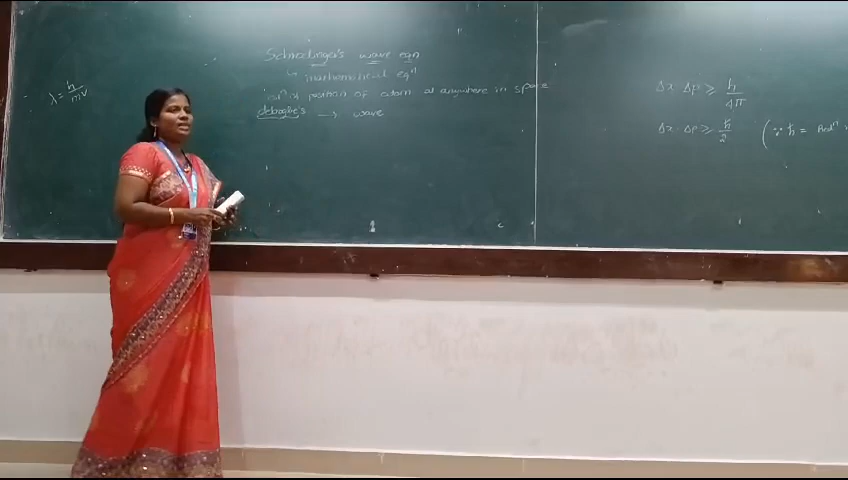 λ = h/mv
Schrodinger's wave eqn
↳ mathematical eqn
position of atom at anywhere in space
debroglie's → wave
Δx · Δp ⩾ h/4π
Δx · Δp ⩾ ℏ/2 (∵ ℏ =